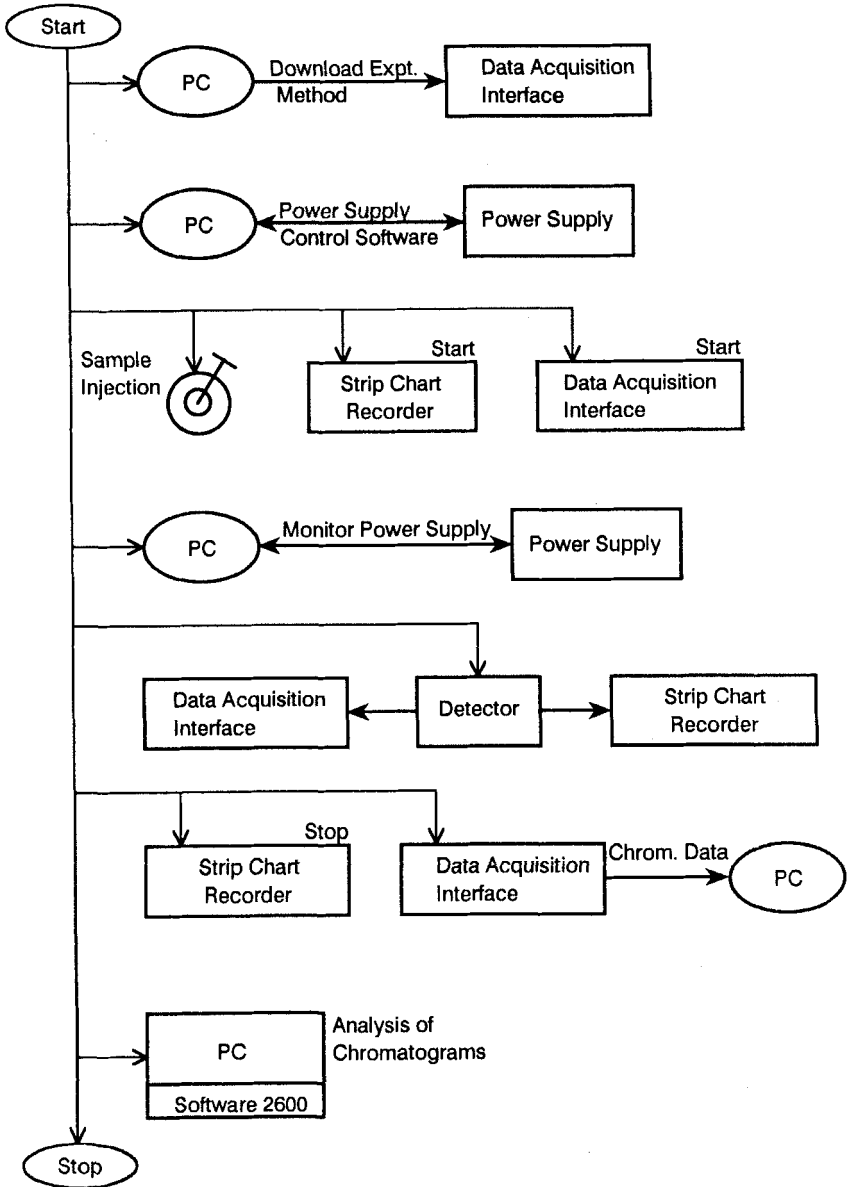 Start
PC
Download Expt.
Method
Data Acquisition
Interface
PC
Power Supply
Control Software
Power Supply
Sample
Injection
Start
Strip Chart
Recorder
Start
Data Acquisition
Interface
PC
Monitor Power Supply
Power Supply
Data Acquisition
Interface
Detector
Strip Chart
Recorder
Stop
Strip Chart
Recorder
Data Acquisition
Interface
Chrom. Data
PC
PC
Software 2600
Analysis of
Chromatograms
Stop